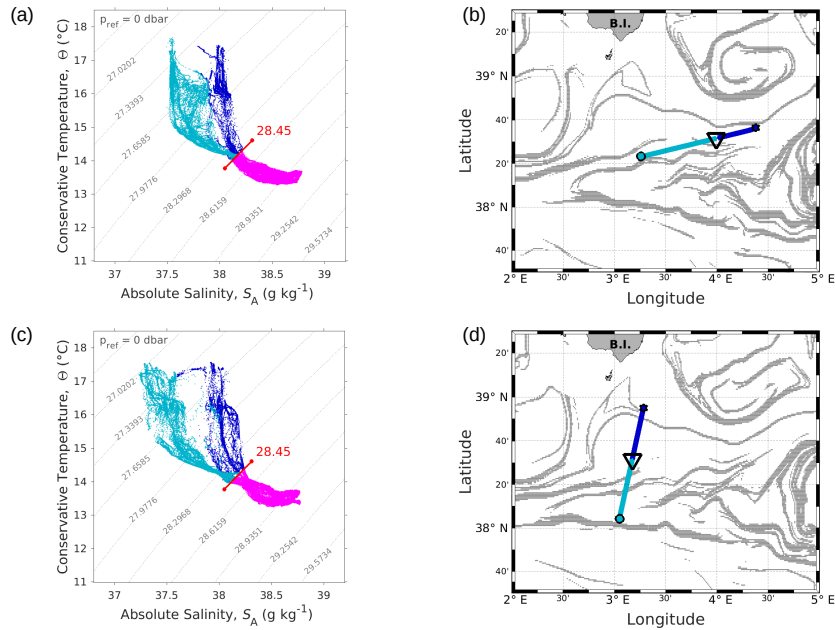 (a)
p_ref = 0 dbar
18
17
16
15
14
13
12
11
Conservative Temperature, Θ (°C)
27.0202
27.3393
27.6585
27.9776
28.2968
28.6159
28.9351
29.2542
29.5734
28.45
37
37.5
38
38.5
39
Absolute Salinity, S_A (g kg⁻¹)
(b)
B.I.
Latitude
20'
39° N
40'
20'
38° N
40'
2° E
30'
3° E
30'
4° E
30'
5° E
Longitude
(c)
p_ref = 0 dbar
18
17
16
15
14
13
12
11
Conservative Temperature, Θ (°C)
27.0202
27.3393
27.6585
27.9776
28.2968
28.6159
28.9351
29.2542
29.5734
28.45
37
37.5
38
38.5
39
Absolute Salinity, S_A (g kg⁻¹)
(d)
B.I.
Latitude
20'
39° N
40'
20'
38° N
40'
2° E
30'
3° E
30'
4° E
30'
5° E
Longitude